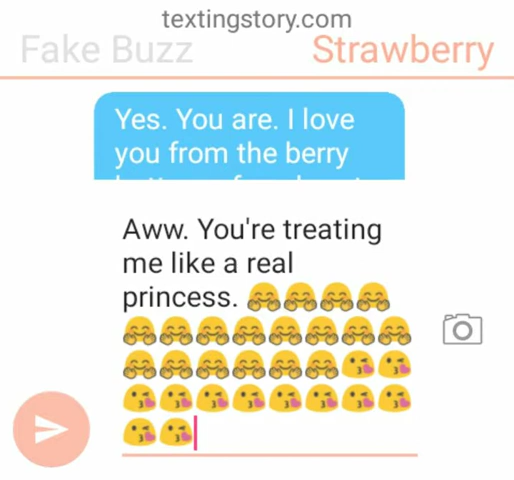 textingstory.com
Fake Buzz Strawberry
Yes. You are. I love
you from the berry
Aww. You're treating
me like a real
princess. 🤗🤗🤗🤗
🤗🤗🤗🤗🤗🤗🤗🤗
🤗🤗🤗🤗🤗🤗😘😘
😘😘😘😘😘😘😘😘
😘😘